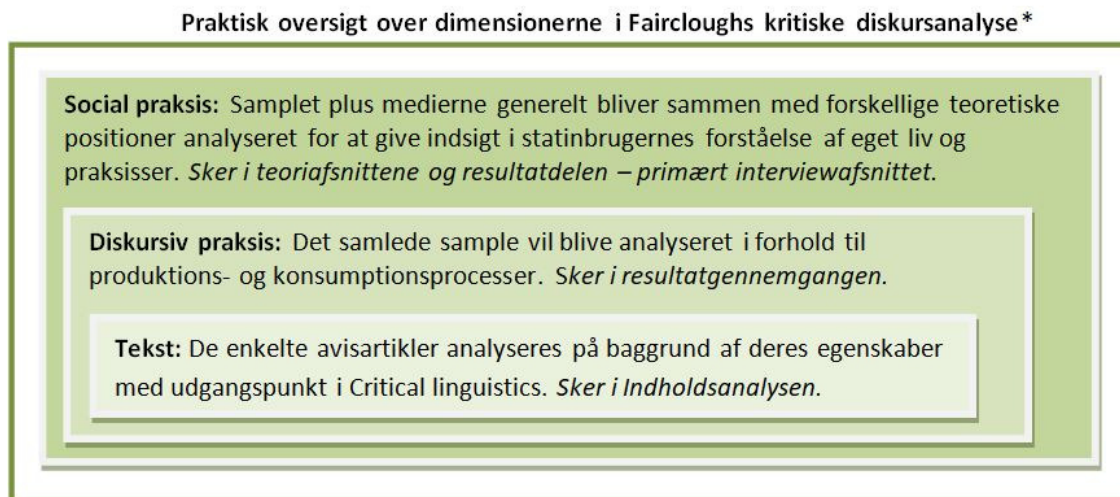 Praktisk oversigt over dimensionerne i Faircloughs kritiske diskursanalyse*
Social praksis: Samplet plus medierne generelt bliver sammen med forskellige teoretiske
positioner analyseret for at give indsigt i statinbrugernes forståelse af eget liv og
praksisser. Sker i teoriafsnittene og resultatdelen – primært interviewafsnittet.
Diskursiv praksis: Det samlede sample vil blive analyseret i forhold til
produktions- og konsumptionsprocesser. Sker i resultatgennemgangen.
Tekst: De enkelte avisartikler analyseres på baggrund af deres egenskaber
med udgangspunkt i Critical linguistics. Sker i Indholdsanalysen.